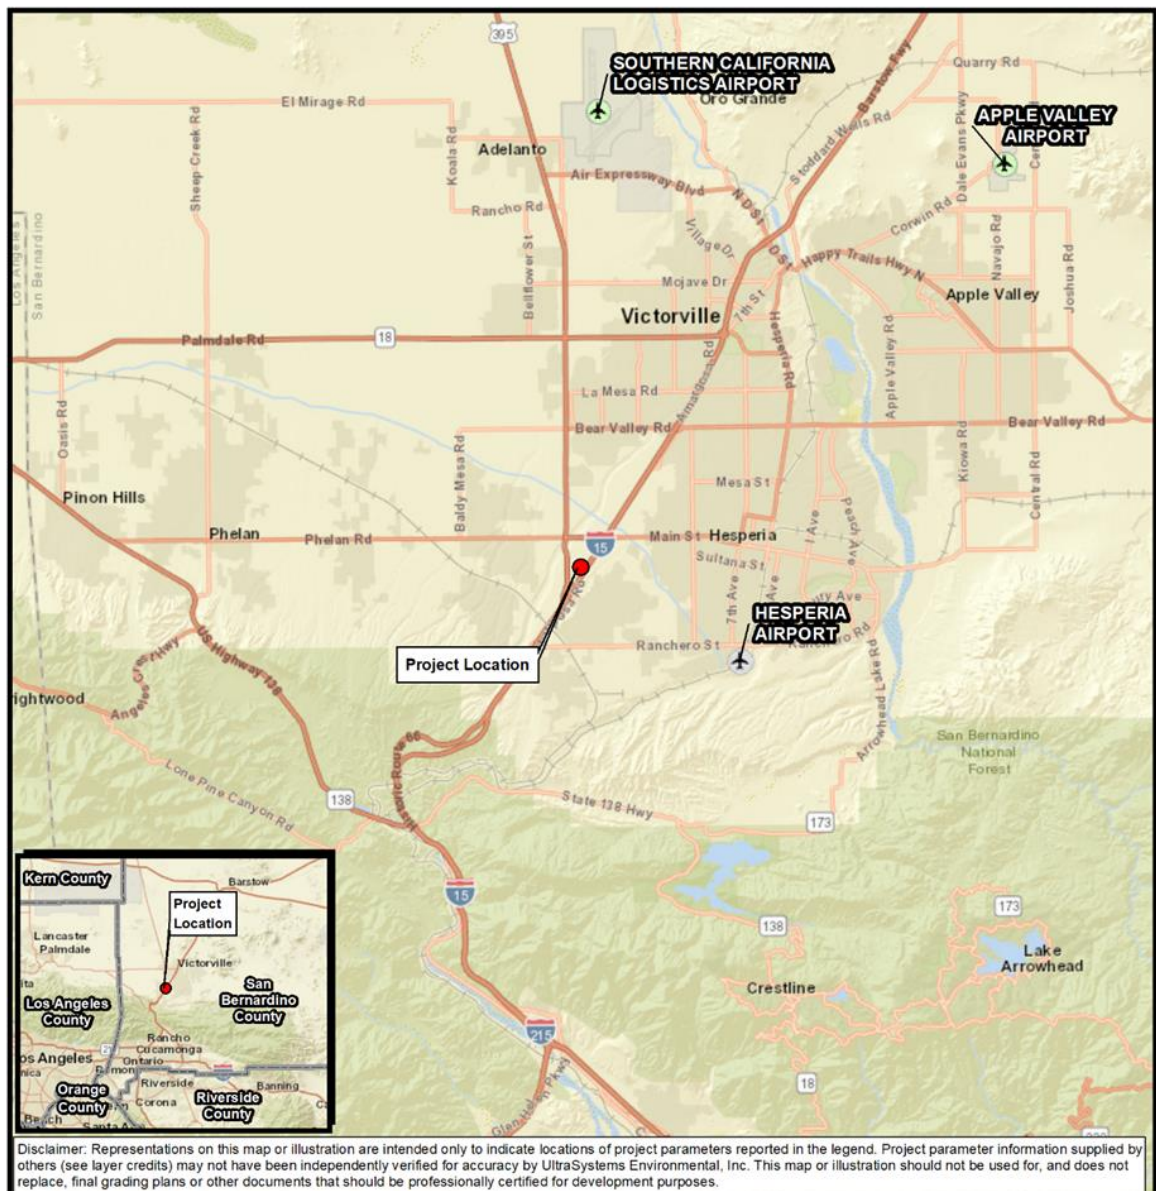 395
SOUTHERN CALIFORNIA
LOGISTICS AIRPORT
Oro Grande
Barstow Fwy
Quarry Rd
El Mirage Rd
Sheep Creek Rd
Koala Rd
Adelanto
Stoddard Wells Rd
Dale Evans Pkwy
APPLE VALLEY
AIRPORT
Air Expressway Blvd
N D St
D St
Rancho Rd
Bellflower St
Village Dr
Corwin Rd
Navajo Rd
Joshua Rd
Los Angeles
San Bernardino
Happy Trails Hwy N
Mojave Dr
7th St
Hesperia Rd
Victorville
Apple Valley
Palmdale Rd
18
Amargosa Rd
Apple Valley Rd
La Mesa Rd
Oasis Rd
Baldy Mesa Rd
Bear Valley Rd
Bear Valley Rd
Kiowa Rd
Central Rd
Pinon Hills
Mesa St
I Ave
Peach Ave
Phelan
Phelan Rd
15
Main St
Hesperia
Sultana St
7th Ave
HESPERIA
AIRPORT
Ranchero St
Arrowhead Lake Rd
Project Location
US Highway 138
Angeles Crest Hwy
rightwood
Historic Route 66
San Bernardino
National
Forest
Lone Pine Canyon Rd
138
State 138 Hwy
173
15
138
173
Lake
Arrowhead
Crestline
215
18
Kern County
Barstow
Project
Location
Lancaster
Palmdale
Victorville
Los Angeles
County
San
Bernardino
County
Rancho
Cucamonga
os Angeles
Ontario
Riverside
Banning
Orange
County
Corona
Riverside
County
Beach
Santa Ana
Disclaimer: Representations on this map or illustration are intended only to indicate locations of project parameters reported in the legend. Project parameter information supplied by
others (see layer credits) may not have been independently verified for accuracy by UltraSystems Environmental, Inc. This map or illustration should not be used for, and does not
replace, final grading plans or other documents that should be professionally certified for development purposes.